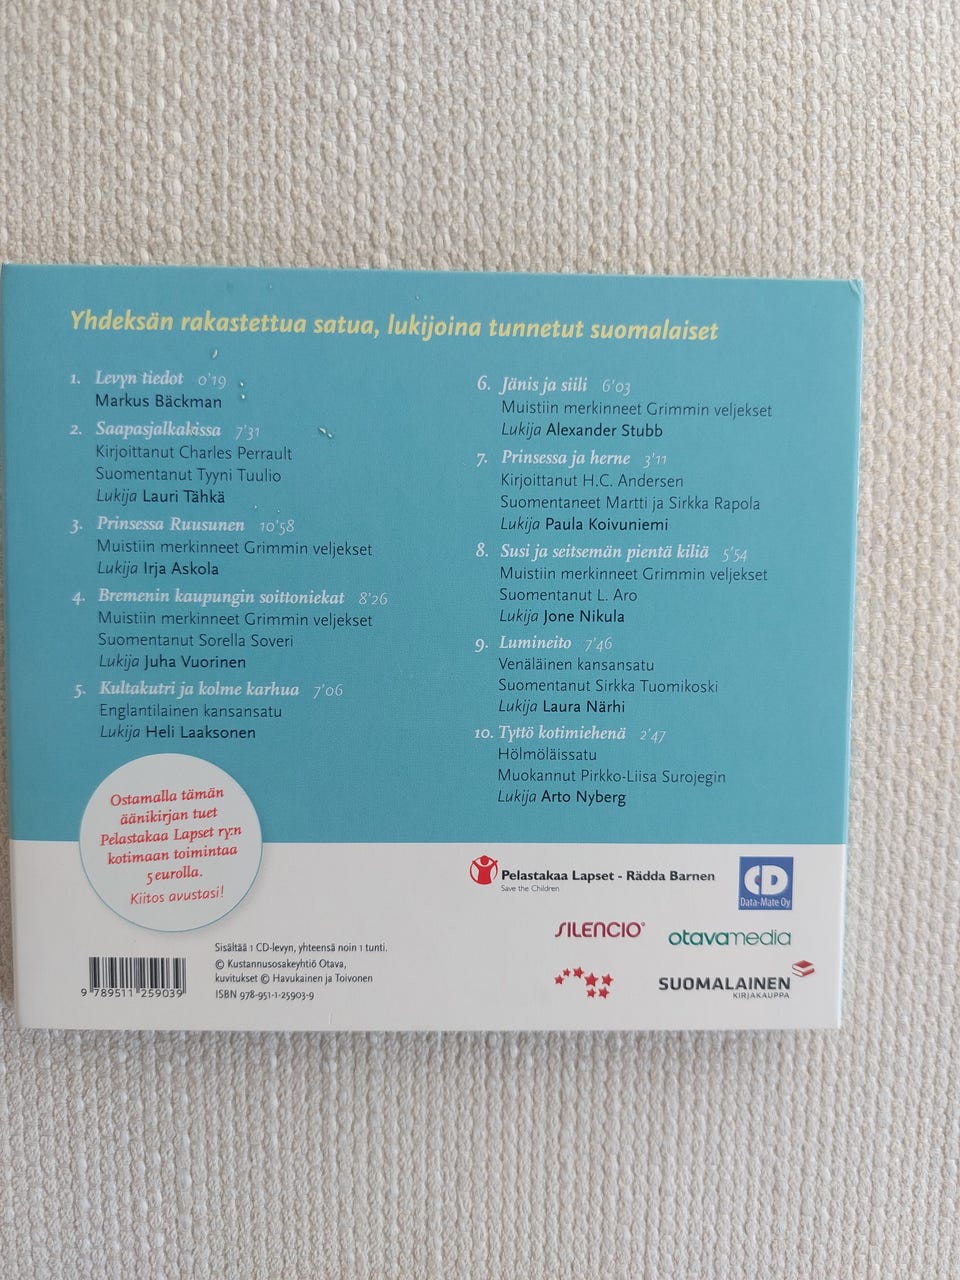 Yhdeksän rakastettua satua, lukijoina tunnetut suomalaiset
1. Levyn tiedot 0'19
Markus Bäckman
2. Saapasjalkakissa 7'31
Kirjoittanut Charles Perrault
Suomentanut Tyyni Tuulio
Lukija Lauri Tähkä
3. Prinsessa Ruusunen 10'58
Muistiin merkinneet Grimmin veljekset
Lukija Irja Askola
4. Bremenin kaupungin soittoniekat 8'26
Muistiin merkinneet Grimmin veljekset
Suomentanut Sorella Soveri
Lukija Juha Vuorinen
5. Kultakutri ja kolme karhua 7'06
Englantilainen kansansatu
Lukija Heli Laaksonen
6. Jänis ja siili 6'03
Muistiin merkinneet Grimmin veljekset
Lukija Alexander Stubb
7. Prinsessa ja herne 3'11
Kirjoittanut H.C. Andersen
Suomentaneet Martti ja Sirkka Rapola
Lukija Paula Koivuniemi
8. Susi ja seitsemän pientä kiliä 5'54
Muistiin merkinneet Grimmin veljekset
Suomentanut L. Aro
Lukija Jone Nikula
9. Lumineito 7'46
Venäläinen kansansatu
Suomentanut Sirkka Tuomikoski
Lukija Laura Närhi
10. Tyttö kotimiehenä 2'47
Hölmöläissatu
Muokannut Pirkko-Liisa Surojegin
Lukija Arto Nyberg
Ostamalla tämän
äänikirjan tuet
Pelastakaa Lapset ry:n
kotimaan toimintaa
5 eurolla.
Kiitos avustasi!
Pelastakaa Lapset - Rädda Barnen
Save the Children
CD
Data-Mate Oy
SILENCIO
otavamedia
SUOMALAINEN
KIRJAKAUPPA
Sisältää 1 CD-levyn, yhteensä noin 1 tunti.
© Kustannusosakeyhtiö Otava,
kuvitukset © Havukainen ja Toivonen
ISBN 978-951-1-25903-9
9 789511 259039